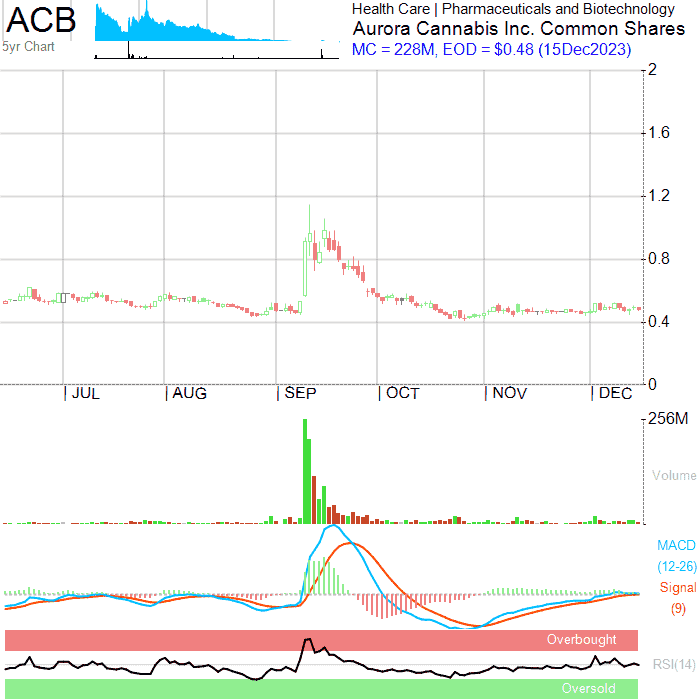 ACB
5yr Chart
Health Care | Pharmaceuticals and Biotechnology
Aurora Cannabis Inc. Common Shares
MC = 228M, EOD = $0.48 (15Dec2023)
2
1.6
1.2
0.8
0.4
0
JUL AUG SEP OCT NOV DEC
256M
Volume
MACD
(12-26)
Signal
(9)
Overbought
RSI(14)
Oversold